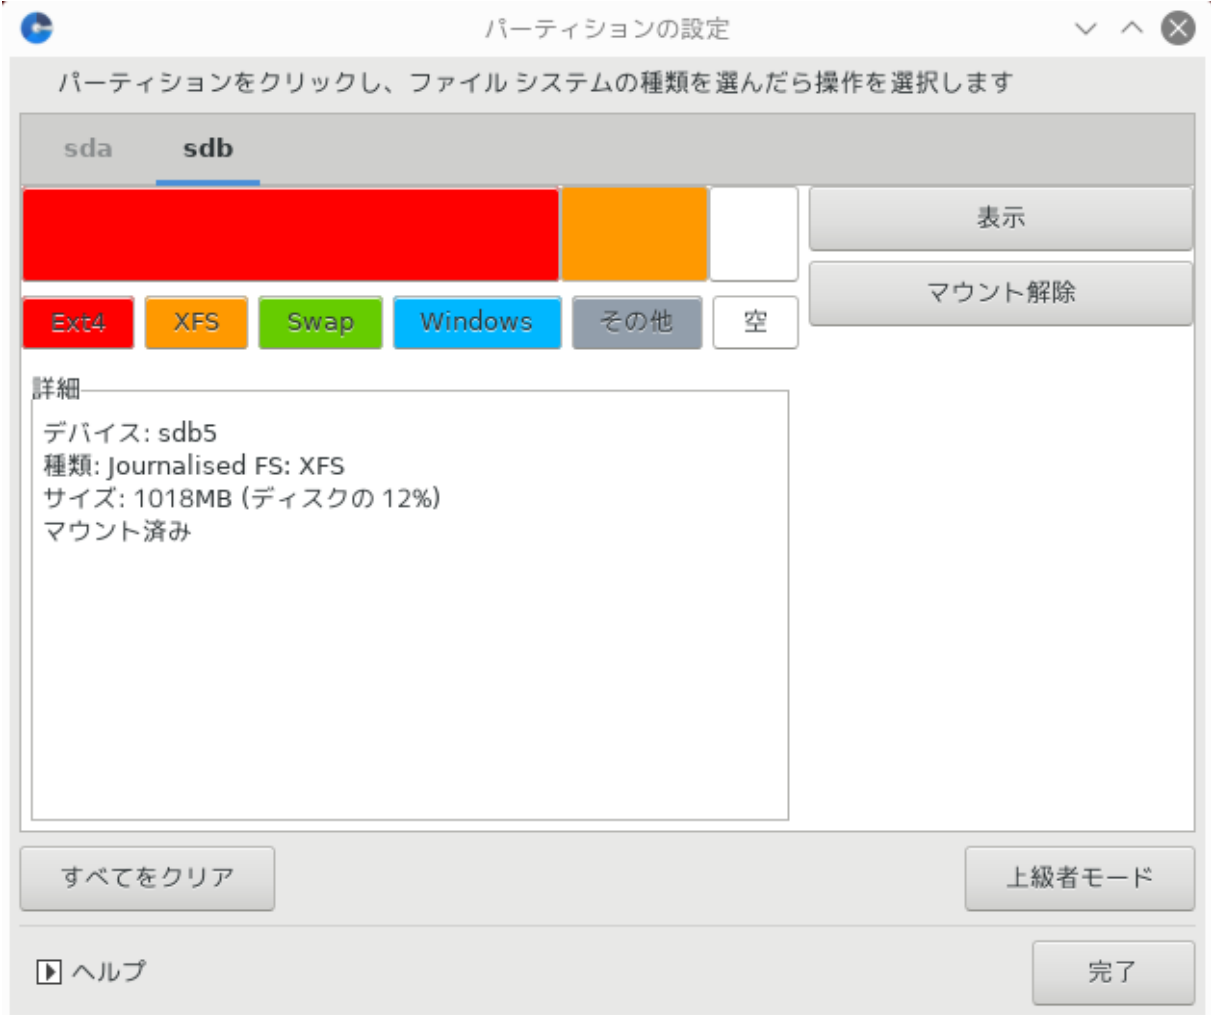 パーティションの設定
パーティションをクリックし、ファイル システムの種類を選んだら操作を選択します
sda sdb
表示
マウント解除
Ext4 XFS Swap Windows その他 空
詳細
デバイス: sdb5
種類: Journalised FS: XFS
サイズ: 1018MB (ディスクの 12%)
マウント済み
すべてをクリア 上級者モード
ヘルプ 完了